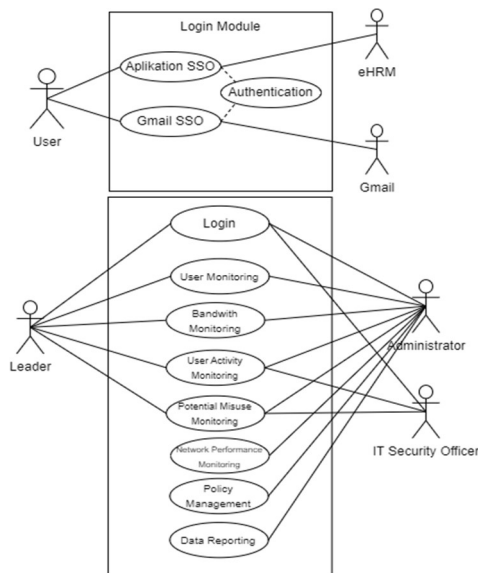 Login Module
Aplikation SSO
eHRM
Authentication
User
Gmail SSO
Gmail
Login
User Monitoring
Bandwith
Monitoring
Administrator
Leader
User Activity
Monitoring
Potential Misuse
Monitoring
IT Security Officer
Network Performance
Monitoring
Policy
Management
Data Reporting